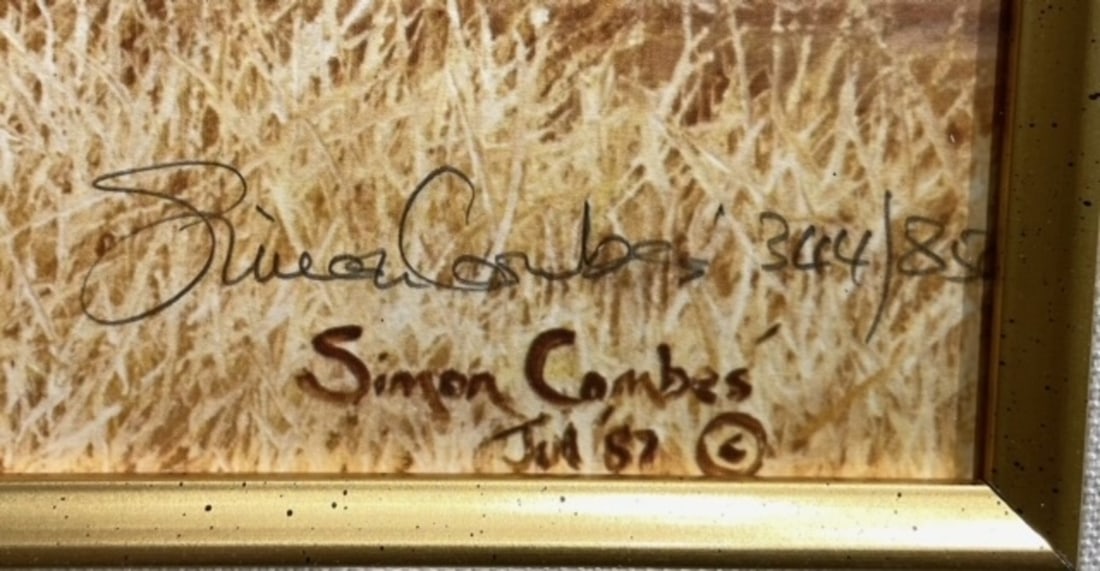 Simon Combes' 344/850
Simon Combes'
Jul '87 ©